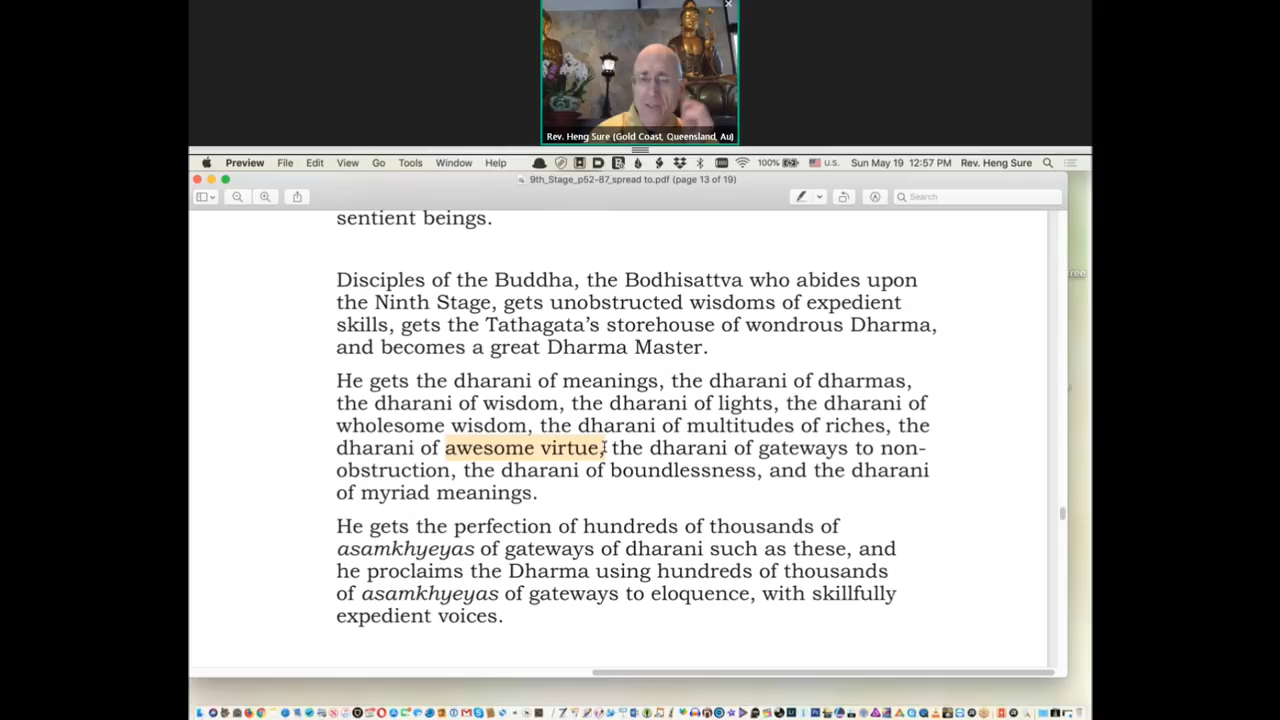 Rev. Heng Sure (Gold Coast, Queensland, Au)
Preview File Edit View Go Tools Window Help 100% U.S. Sun May 19 12:57 PM Rev. Heng Sure
9th_Stage_p52-87_spread to.pdf (page 13 of 19)
Search
sentient beings.
Disciples of the Buddha, the Bodhisattva who abides upon
the Ninth Stage, gets unobstructed wisdoms of expedient
skills, gets the Tathagata's storehouse of wondrous Dharma,
and becomes a great Dharma Master.
He gets the dharani of meanings, the dharani of dharmas,
the dharani of wisdom, the dharani of lights, the dharani of
wholesome wisdom, the dharani of multitudes of riches, the
dharani of awesome virtue, the dharani of gateways to non-
obstruction, the dharani of boundlessness, and the dharani
of myriad meanings.
He gets the perfection of hundreds of thousands of
asamkhyeyas of gateways of dharani such as these, and
he proclaims the Dharma using hundreds of thousands
of asamkhyeyas of gateways to eloquence, with skillfully
expedient voices.